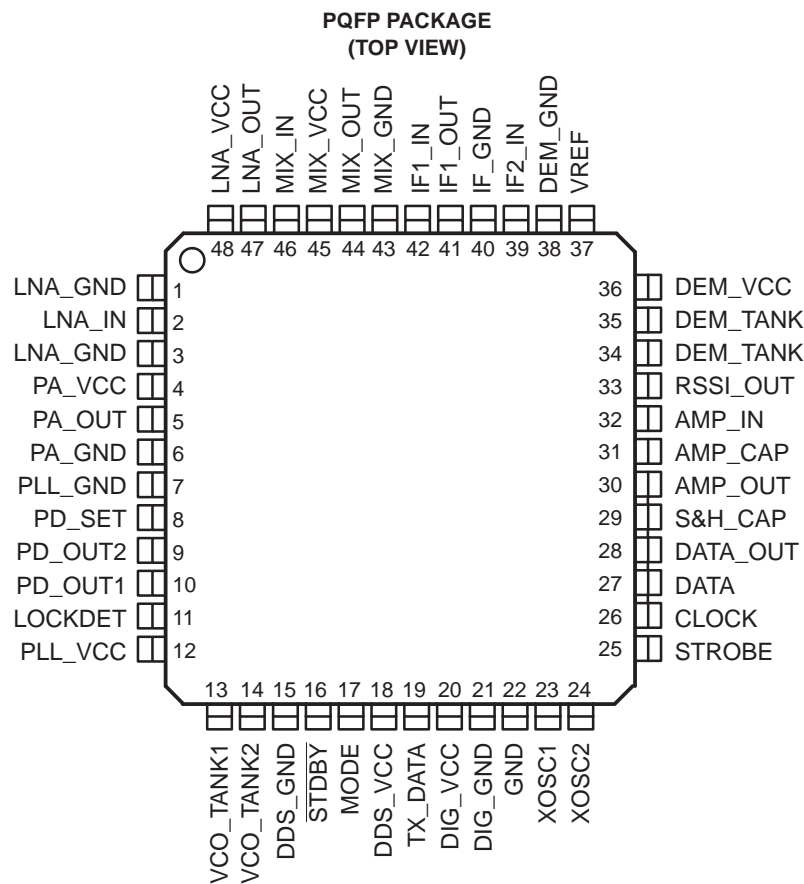 PQFP PACKAGE
(TOP VIEW)
LNA_VCC
LNA_OUT
MIX_IN
MIX_VCC
MIX_OUT
MIX_GND
IF1_IN
IF1_OUT
IF_GND
IF2_IN
DEM_GND
VREF
48 47 46 45 44 43 42 41 40 39 38 37
LNA_GND 1 36 DEM_VCC
LNA_IN 2 35 DEM_TANK
LNA_GND 3 34 DEM_TANK
PA_VCC 4 33 RSSI_OUT
PA_OUT 5 32 AMP_IN
PA_GND 6 31 AMP_CAP
PLL_GND 7 30 AMP_OUT
PD_SET 8 29 S&H_CAP
PD_OUT2 9 28 DATA_OUT
PD_OUT1 10 27 DATA
LOCKDET 11 26 CLOCK
PLL_VCC 12 25 STROBE
13 14 15 16 17 18 19 20 21 22 23 24
VCO_TANK1
VCO_TANK2
DDS_GND
STDBY
MODE
DDS_VCC
TX_DATA
DIG_VCC
DIG_GND
GND
XOSC1
XOSC2